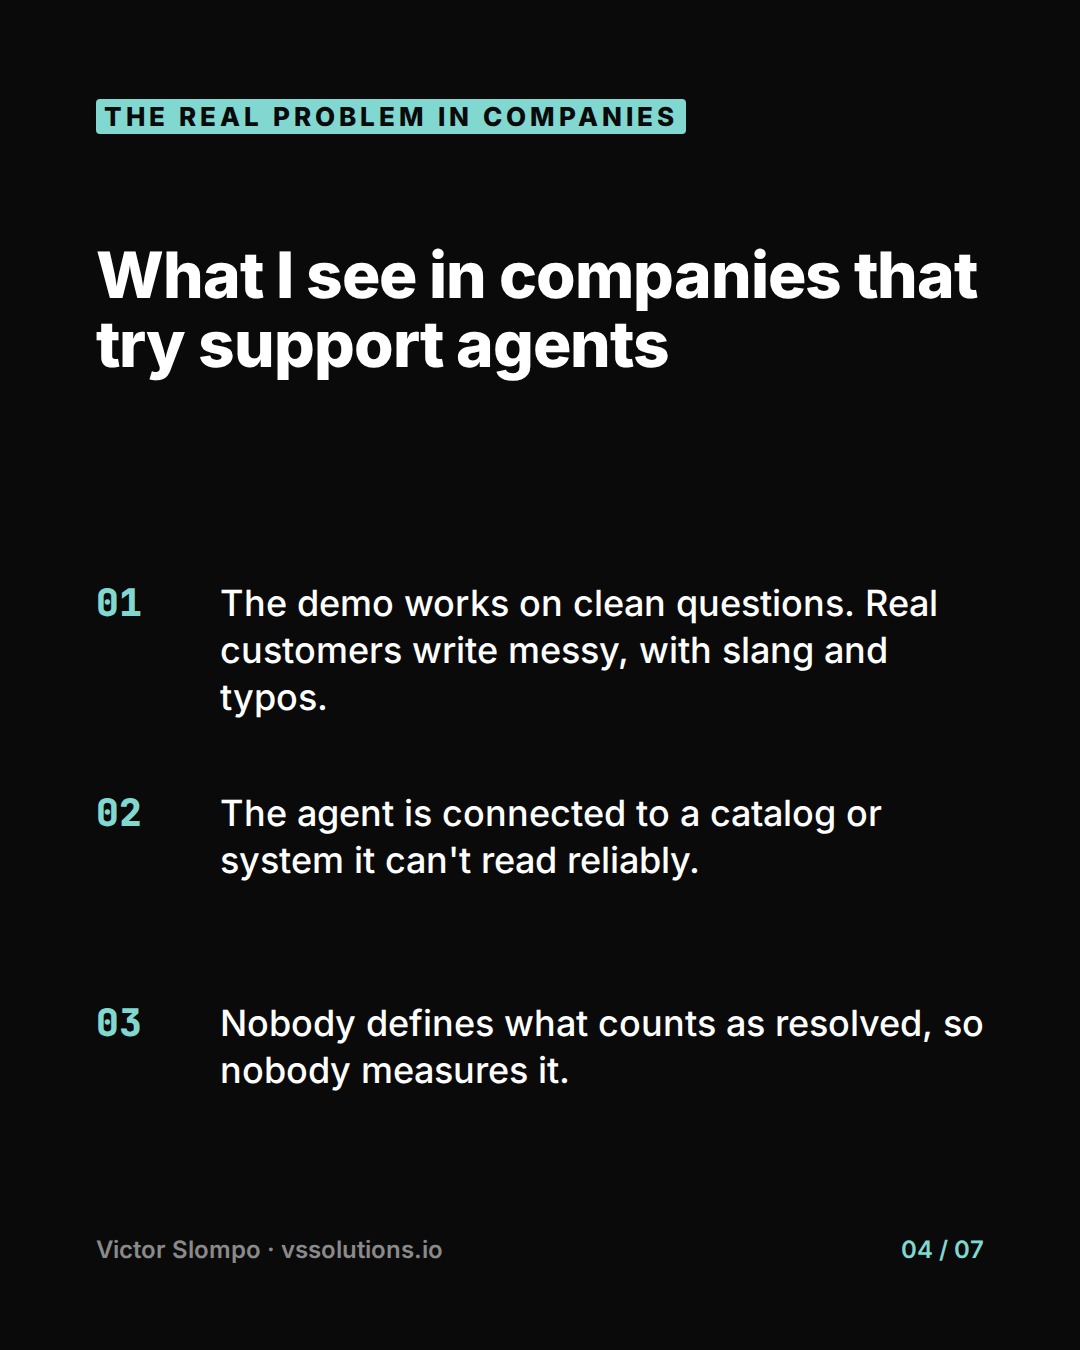 THE REAL PROBLEM IN COMPANIES
What I see in companies that
try support agents
01 The demo works on clean questions. Real
customers write messy, with slang and
typos.
02 The agent is connected to a catalog or
system it can't read reliably.
03 Nobody defines what counts as resolved, so
nobody measures it.
Victor Slompo · vssolutions.io 04 / 07